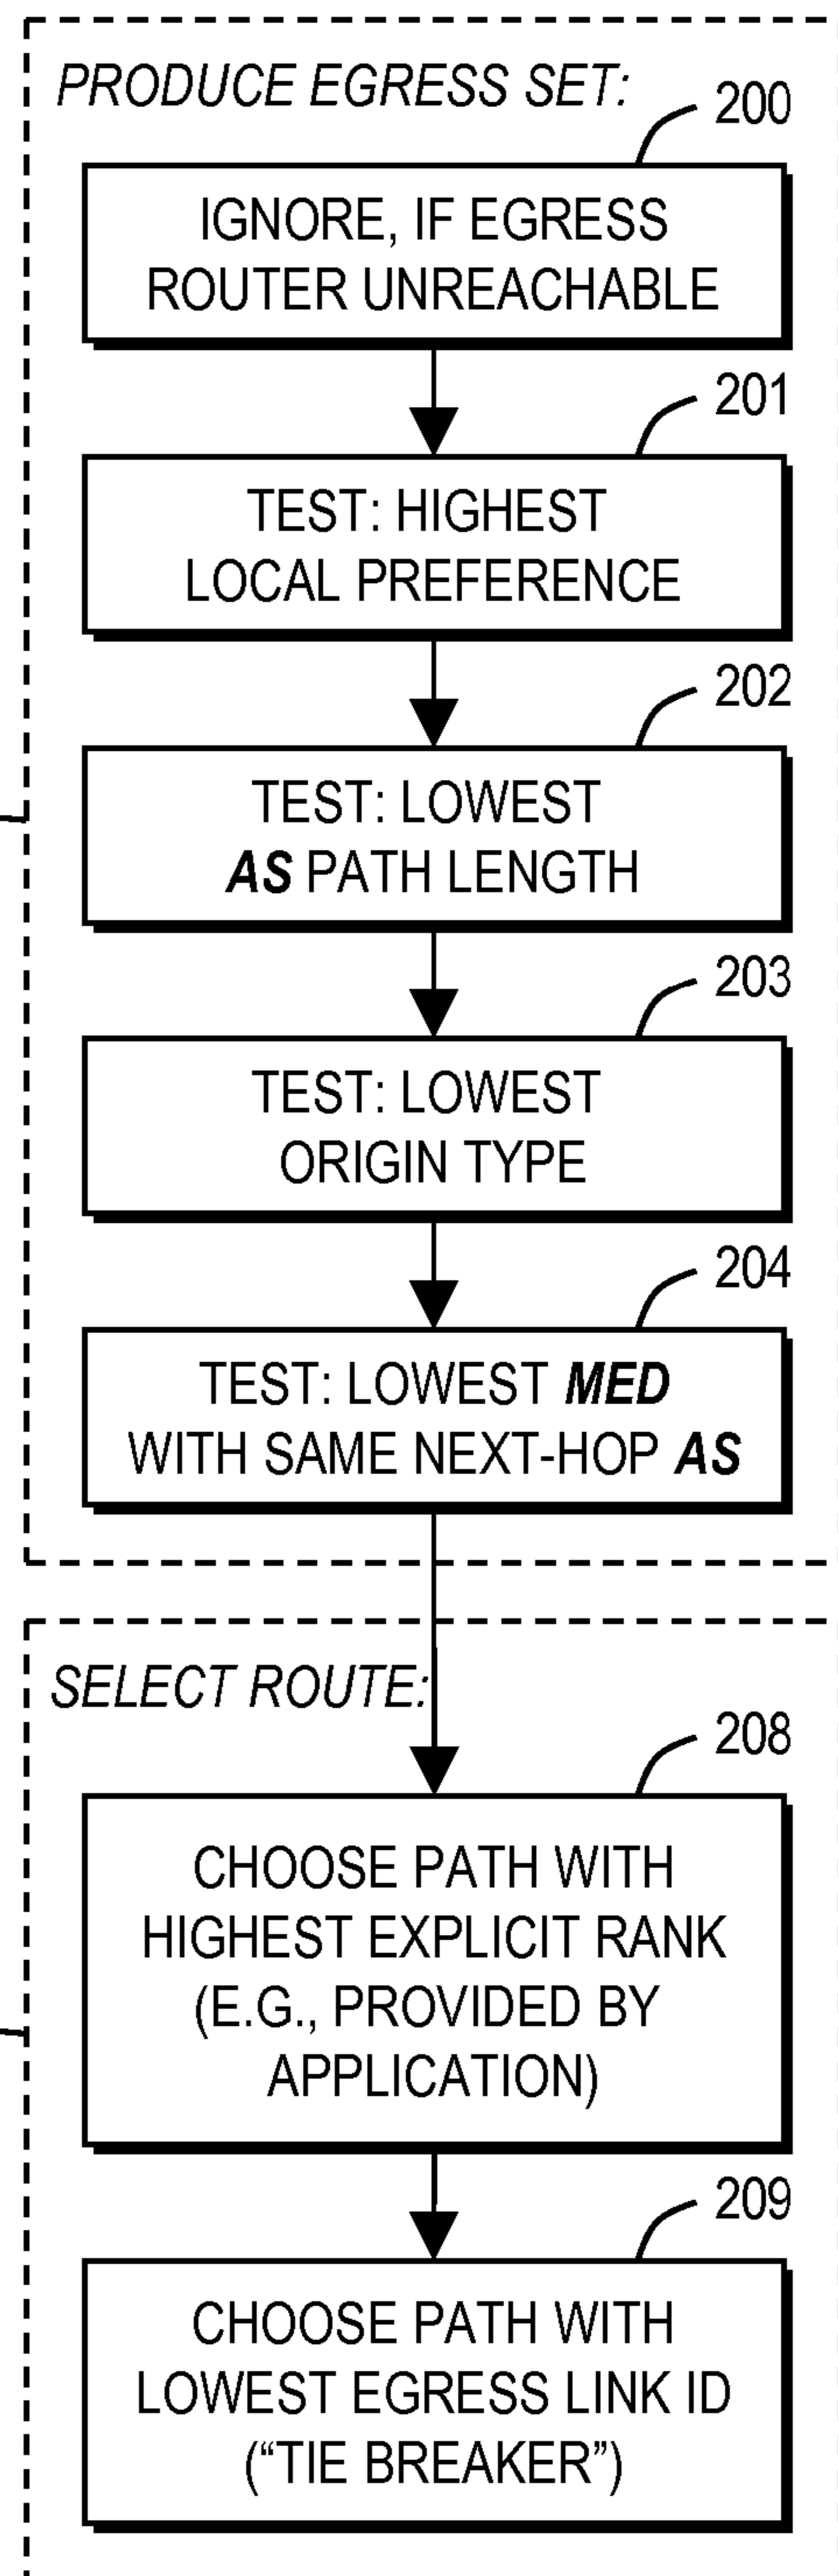 PRODUCE EGRESS SET:
200
IGNORE, IF EGRESS
ROUTER UNREACHABLE
201
TEST: HIGHEST
LOCAL PREFERENCE
202
TEST: LOWEST
AS PATH LENGTH
203
TEST: LOWEST
ORIGIN TYPE
204
TEST: LOWEST MED
WITH SAME NEXT-HOP AS
SELECT ROUTE:
208
CHOOSE PATH WITH
HIGHEST EXPLICIT RANK
(E.G., PROVIDED BY
APPLICATION)
209
CHOOSE PATH WITH
LOWEST EGRESS LINK ID
(“TIE BREAKER”)